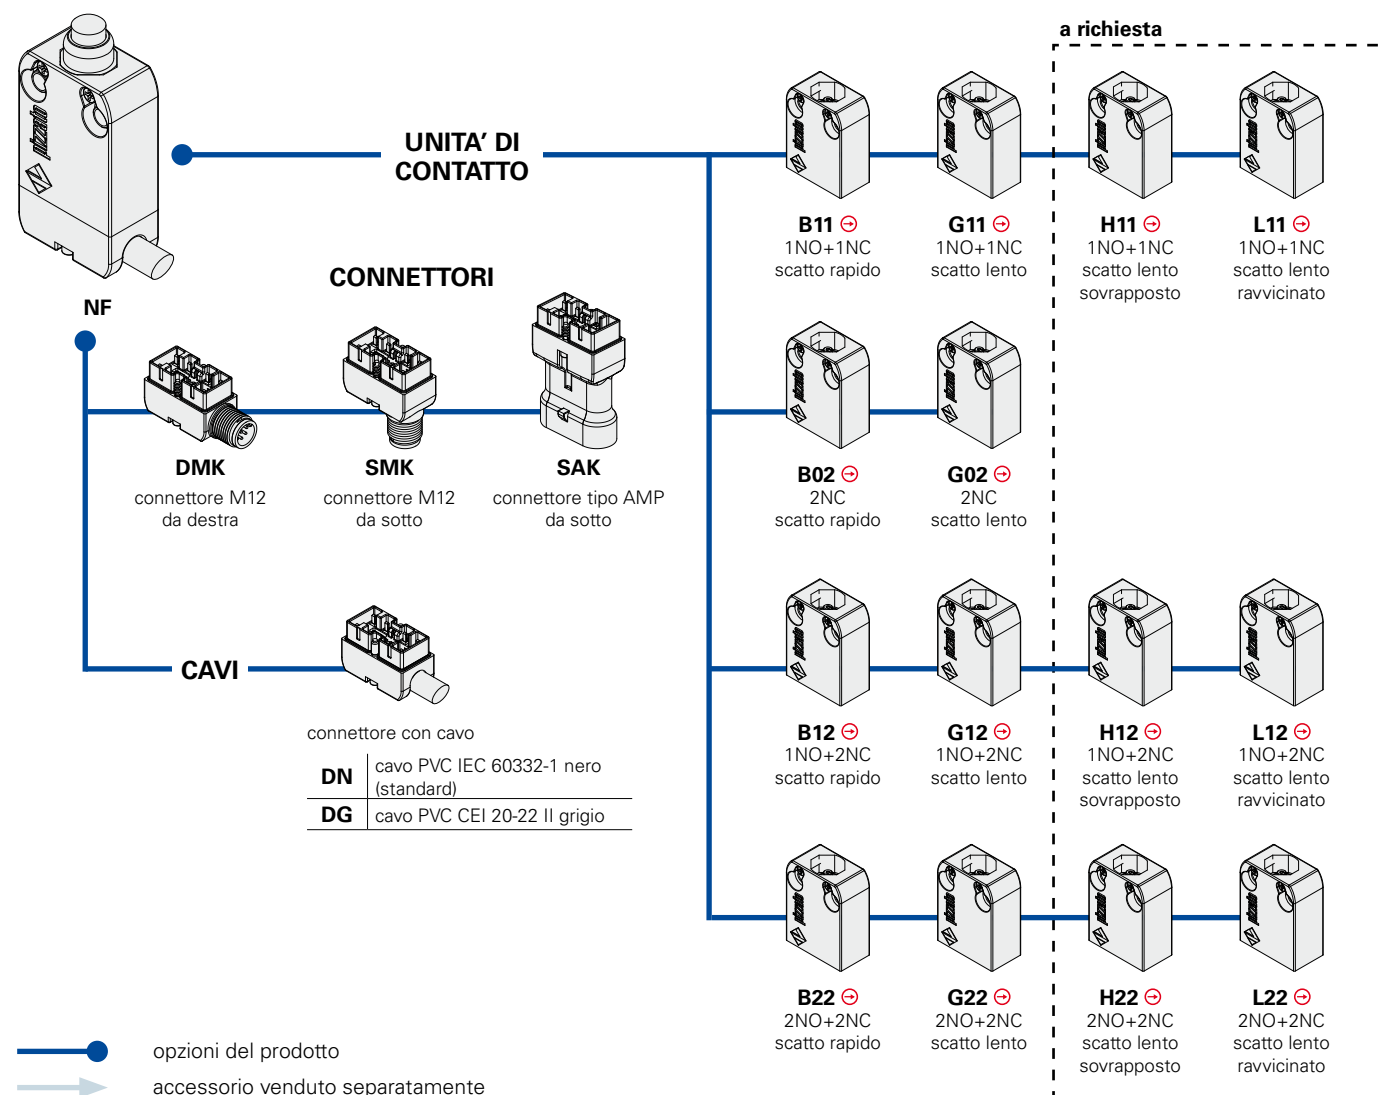 a richiesta
UNITA' DI
CONTATTO
B11
1NO+1NC
scatto rapido
G11
1NO+1NC
scatto lento
H11
1NO+1NC
scatto lento
sovrapposto
L11
1NO+1NC
scatto lento
ravvicinato
NF
CONNETTORI
DMK
connettore M12
da destra
SMK
connettore M12
da sotto
SAK
connettore tipo AMP
da sotto
B02
2NC
scatto rapido
G02
2NC
scatto lento
CAVI
connettore con cavo
DN cavo PVC IEC 60332-1 nero
(standard)
DG cavo PVC CEI 20-22 II grigio
B12
1NO+2NC
scatto rapido
G12
1NO+2NC
scatto lento
H12
1NO+2NC
scatto lento
sovrapposto
L12
1NO+2NC
scatto lento
ravvicinato
B22
2NO+2NC
scatto rapido
G22
2NO+2NC
scatto lento
H22
2NO+2NC
scatto lento
sovrapposto
L22
2NO+2NC
scatto lento
ravvicinato
opzioni del prodotto
accessorio venduto separatamente
pizzato